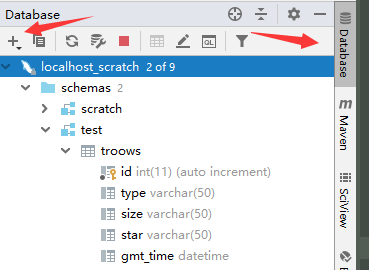 Database
QL
localhost_scratch 2 of 9
schemas 2
scratch
test
troows
id int(11) (auto increment)
type varchar(50)
size varchar(50)
star varchar(50)
gmt_time datetime
Database
m Maven
SciView